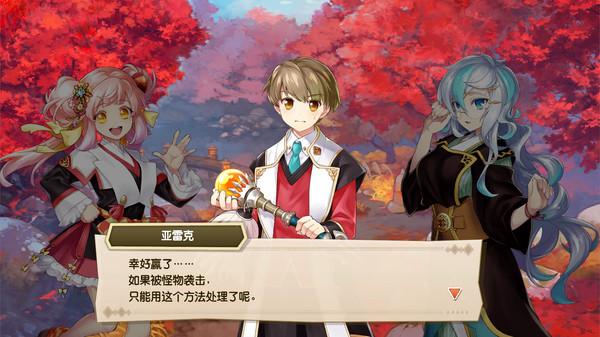 亚雷克
幸好赢了……
如果被怪物袭击，
只能用这个方法处理了呢。